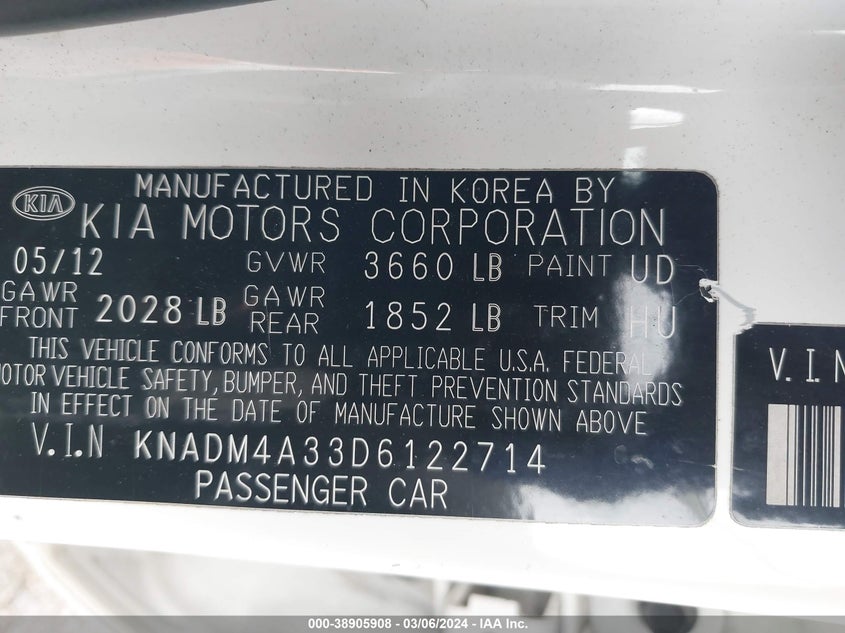 MANUFACTURED IN KOREA BY
KIA KIA MOTORS CORPORATION
05/12 GVWR 3660 LB PAINT UD
GAWR FRONT 2028 LB GAWR REAR 1852 LB TRIM HU
THIS VEHICLE CONFORMS TO ALL APPLICABLE U.S.A. FEDERAL
MOTOR VEHICLE SAFETY, BUMPER, AND THEFT PREVENTION STANDARDS
IN EFFECT ON THE DATE OF MANUFACTURE SHOWN ABOVE
V.I.N KNADM4A33D6122714
PASSENGER CAR
V.I.N
000-38905908 - 03/06/2024 - IAA Inc.